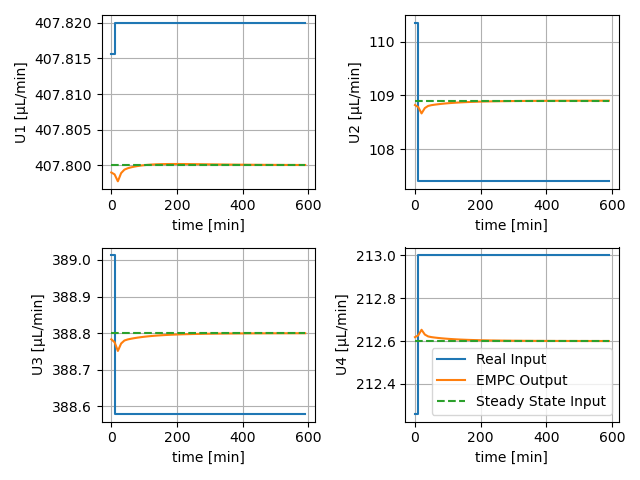 407.820
407.815
407.810
407.805
407.800
U1 [µL/min]
0 200 400 600
time [min]
110
109
108
U2 [µL/min]
0 200 400 600
time [min]
389.0
388.9
388.8
388.7
388.6
U3 [µL/min]
0 200 400 600
time [min]
213.0
212.8
212.6
212.4
U4 [µL/min]
Real Input
EMPC Output
Steady State Input
0 200 400 600
time [min]